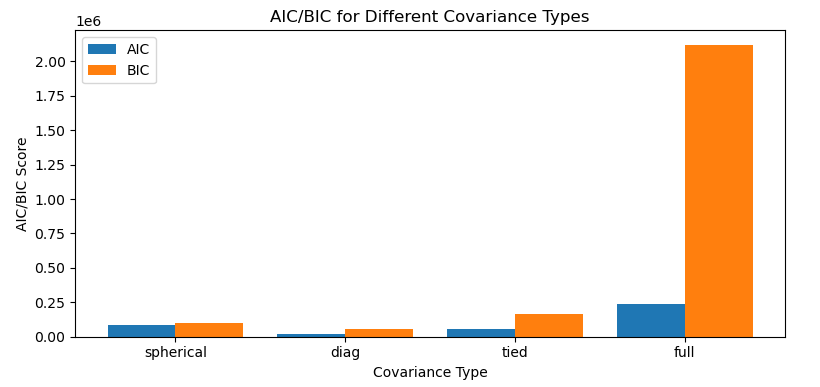 AIC/BIC for Different Covariance Types
1e6
AIC
BIC
2.00
1.75
1.50
1.25
1.00
0.75
0.50
0.25
0.00
AIC/BIC Score
spherical diag tied full
Covariance Type